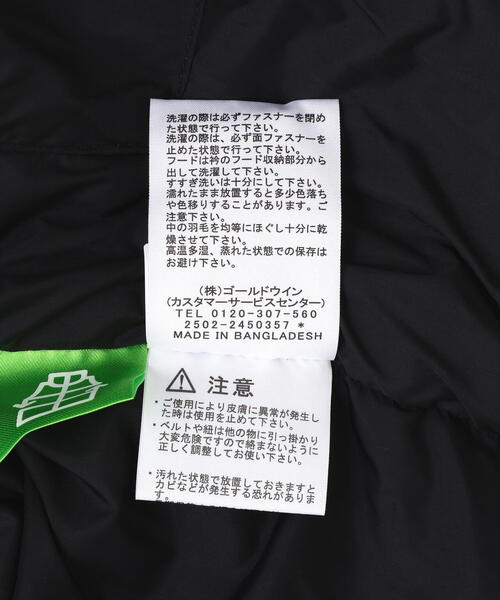 洗濯の際は必ずファスナーを閉め
た状態で行って下さい。
洗濯の際は、必ず面ファスナーを
止めた状態で行って下さい。
フードは衿のフード収納部分から
出して洗濯して下さい。
すすぎ洗いは十分にして下さい。
濡れたまま放置すると多少色落ち
や色移りすることがあります。ご
注意下さい。
中の羽毛を均等にほぐし十分に乾
燥させて下さい。
高温多湿、蒸れた状態での保存は
お避け下さい。
(株)ゴールドウイン
(カスタマーサービスセンター)
TEL 0120-307-560
2502-2450357 *
MADE IN BANGLADESH
注意
・ご使用により皮膚に異常が発生し
た時は使用を止めて下さい。
・ベルトや紐は他の物に引っ掛かり
大変危険ですので絡まないように
正しく調整してお使い下さい。
・汚れた状態で放置しておきますと
カビなどが発生する恐れがありま
す。